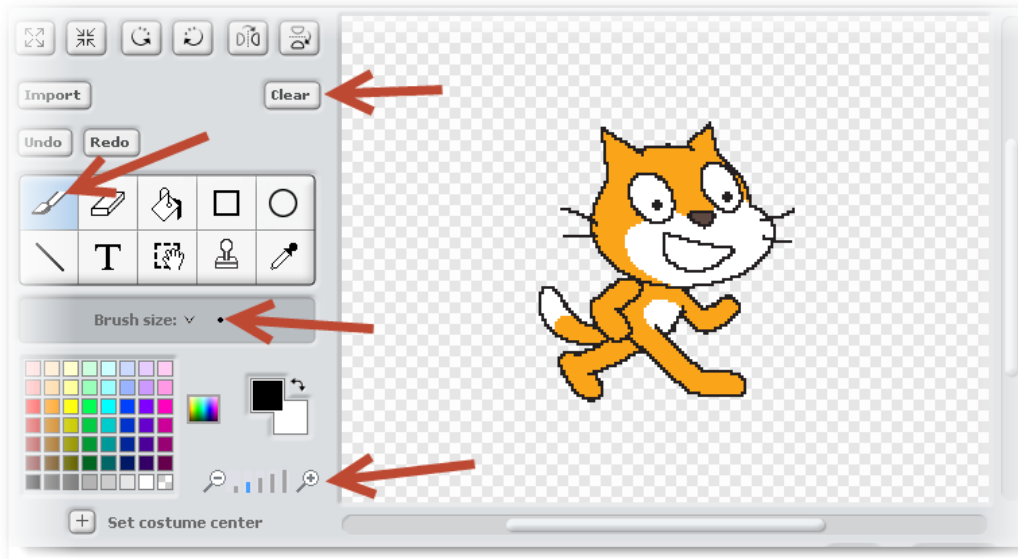 Import
Clear
Undo
Redo
T
Brush size:
Set costume center